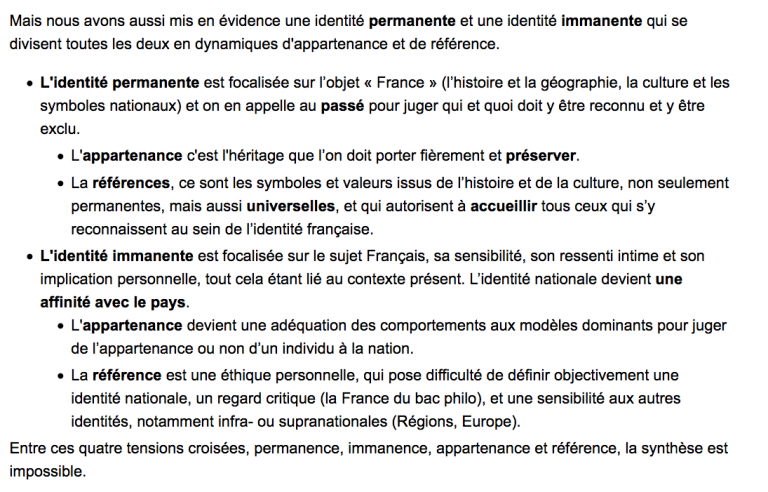 Mais nous avons aussi mis en évidence une identité permanente et une identité immanente qui se
divisent toutes les deux en dynamiques d'appartenance et de référence.
• L'identité permanente est focalisée sur l'objet « France » (l'histoire et la géographie, la culture et les
symboles nationaux) et on en appelle au passé pour juger qui et quoi doit y être reconnu et y être
exclu.
• L'appartenance c'est l'héritage que l'on doit porter fièrement et préserver.
• La références, ce sont les symboles et valeurs issus de l'histoire et de la culture, non seulement
permanentes, mais aussi universelles, et qui autorisent à accueillir tous ceux qui s'y
reconnaissent au sein de l'identité française.
• L'identité immanente est focalisée sur le sujet Français, sa sensibilité, son ressenti intime et son
implication personnelle, tout cela étant lié au contexte présent. L'identité nationale devient une
affinité avec le pays.
• L'appartenance devient une adéquation des comportements aux modèles dominants pour juger
de l'appartenance ou non d'un individu à la nation.
• La référence est une éthique personnelle, qui pose difficulté de définir objectivement une
identité nationale, un regard critique (la France du bac philo), et une sensibilité aux autres
identités, notamment infra- ou supranationales (Régions, Europe).
Entre ces quatre tensions croisées, permanence, immanence, appartenance et référence, la synthèse est
impossible.